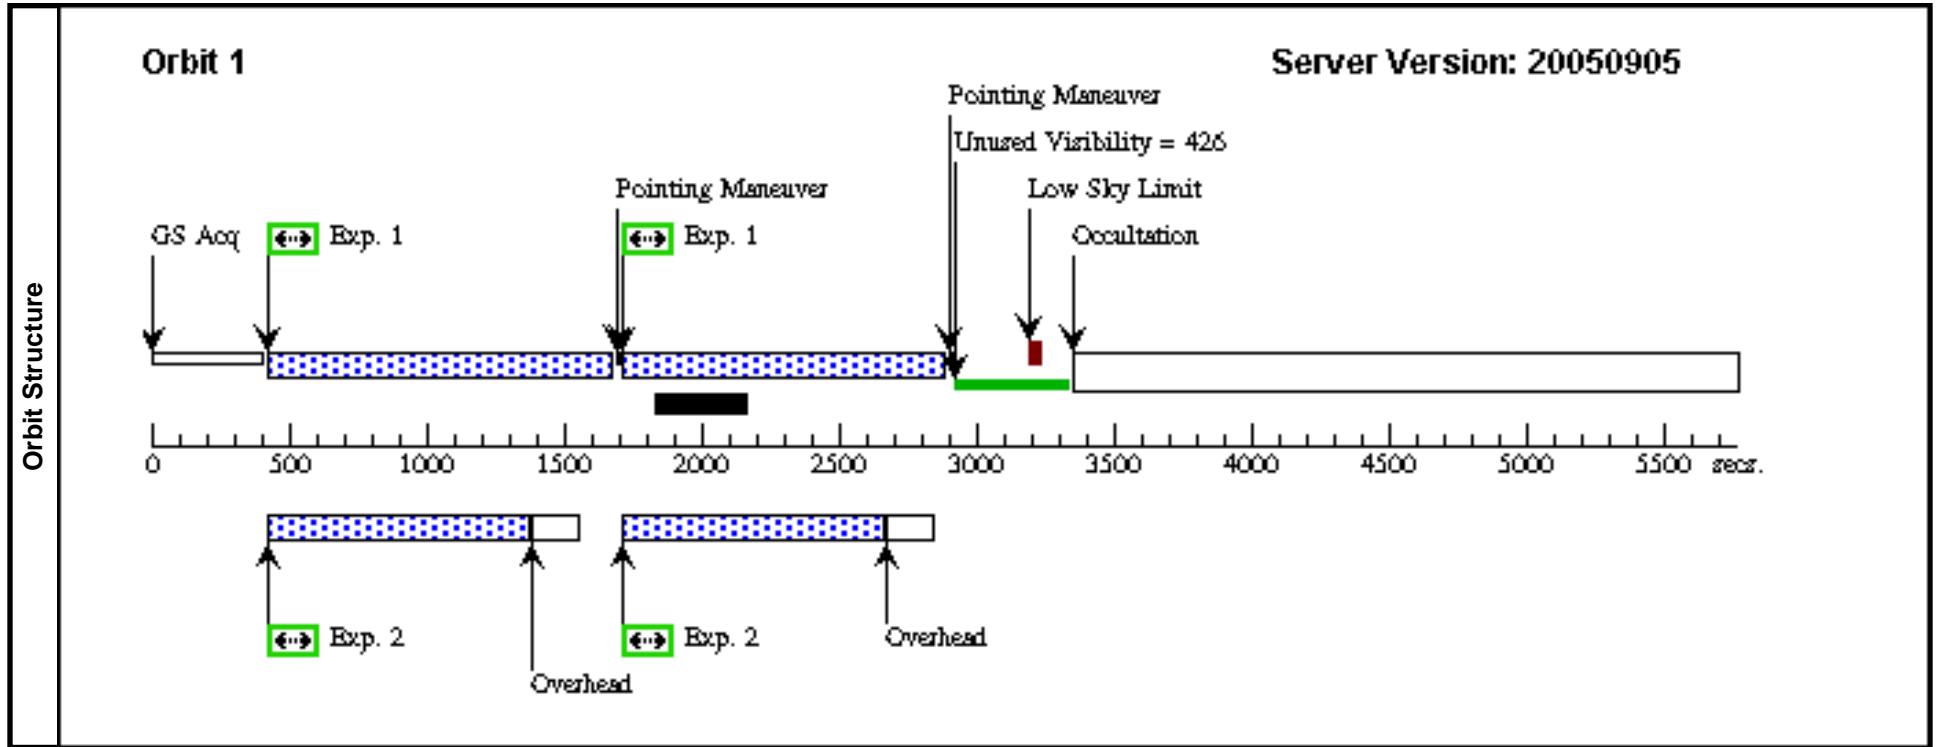 Orbit Structure
Orbit 1
Server Version: 20050905
Pointing Maneuver
Unused Visibility = 426
Pointing Maneuver
Low Sky Limit
GS Acq
Exp. 1
Exp. 1
Occultation
0 500 1000 1500 2000 2500 3000 3500 4000 4500 5000 5500 secs.
Exp. 2
Exp. 2
Overhead
Overhead